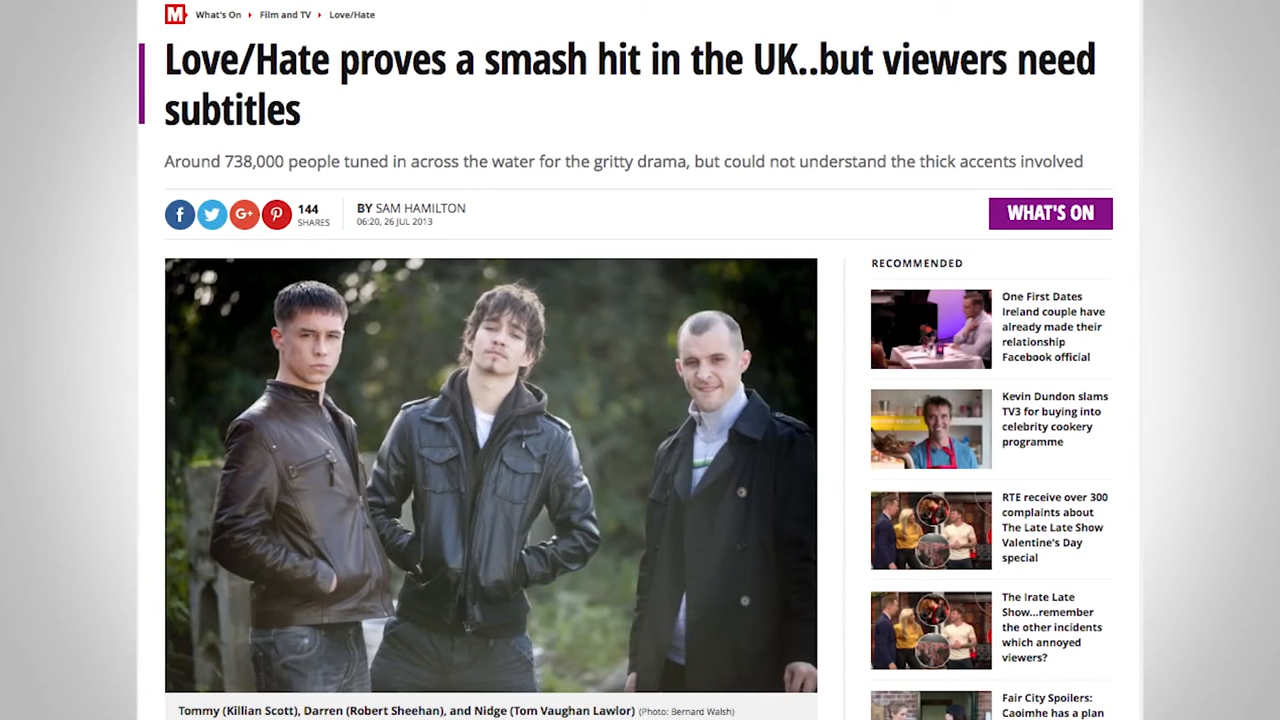 M What's On Film and TV Love/Hate
Love/Hate proves a smash hit in the UK..but viewers need
subtitles
Around 738,000 people tuned in across the water for the gritty drama, but could not understand the thick accents involved
144
SHARES
BY SAM HAMILTON
06:20, 26 JUL 2013
WHAT'S ON
RECOMMENDED
One First Dates
Ireland couple have
already made their
relationship
Facebook official
Kevin Dundon slams
TV3 for buying into
celebrity cookery
programme
RTE receive over 300
complaints about
The Late Late Show
Valentine's Day
special
The Irate Late
Show...remember
the other incidents
which annoyed
viewers?
Fair City Spoilers:
Caoimhe has a plan
Tommy (Killian Scott), Darren (Robert Sheehan), and Nidge (Tom Vaughan Lawlor) (Photo: Bernard Walsh)